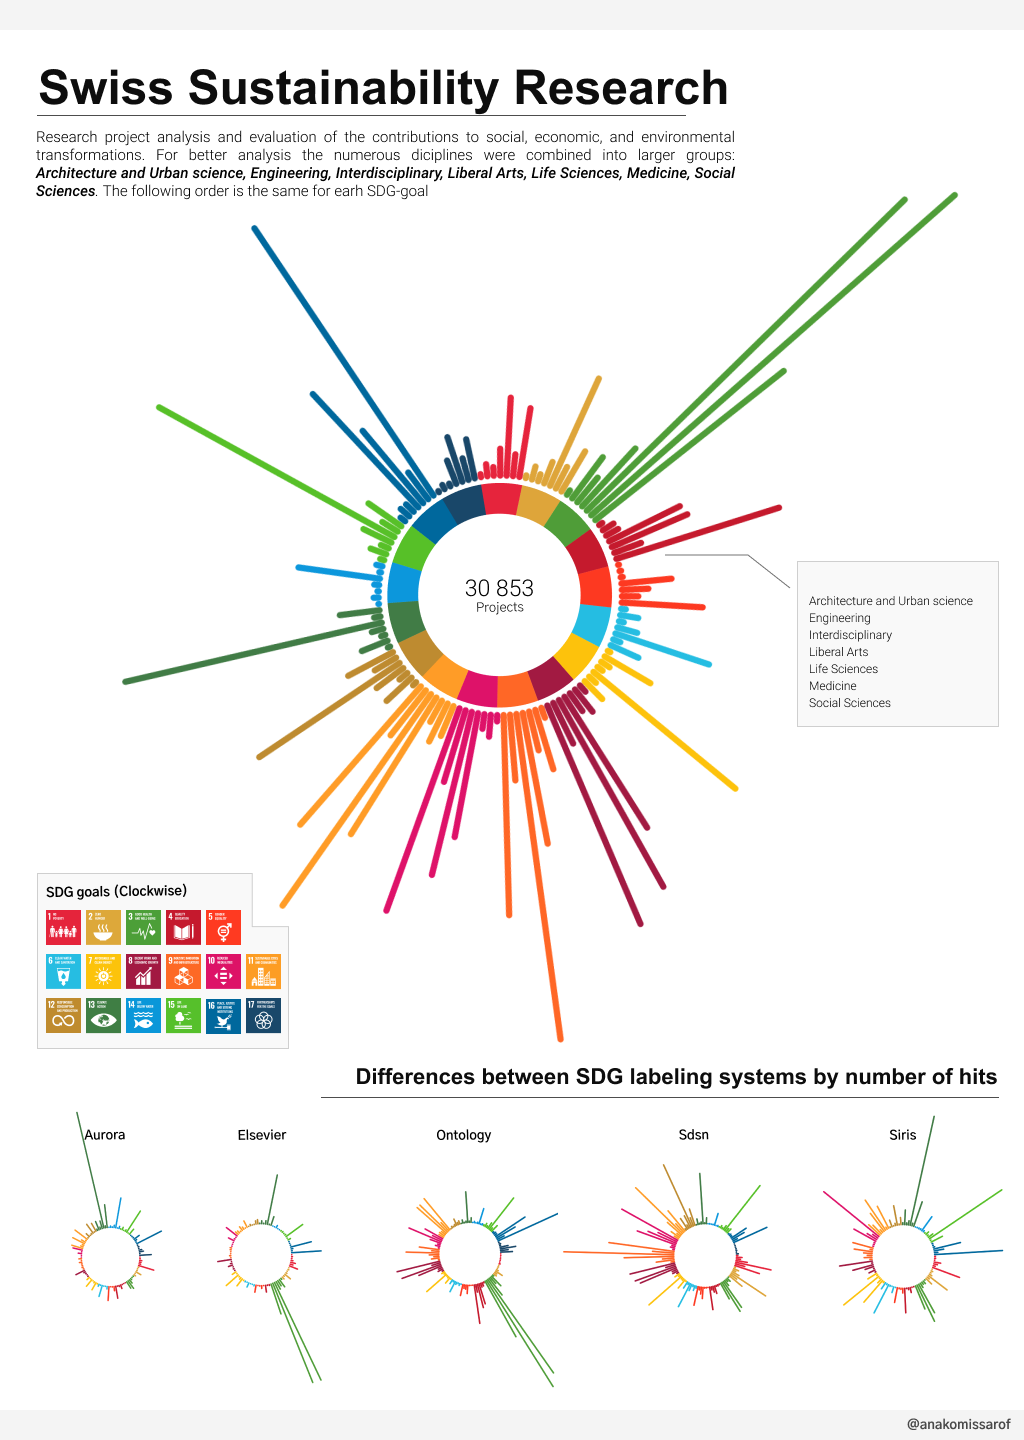 Swiss Sustainability Research
Research project analysis and evaluation of the contributions to social, economic, and environmental
transformations. For better analysis the numerous diciplines were combined into larger groups:
Architecture and Urban science, Engineering, Interdisciplinary, Liberal Arts, Life Sciences, Medicine, Social
Sciences. The following order is the same for earh SDG-goal
30 853
Projects
Architecture and Urban science
Engineering
Interdisciplinary
Liberal Arts
Life Sciences
Medicine
Social Sciences
SDG goals (Clockwise)
1 2 3 4 5
6 7 8 9 10 11
12 13 14 15 16 17
Differences between SDG labeling systems by number of hits
Aurora Elsevier Ontology Sdsn Siris
@anakomissarof